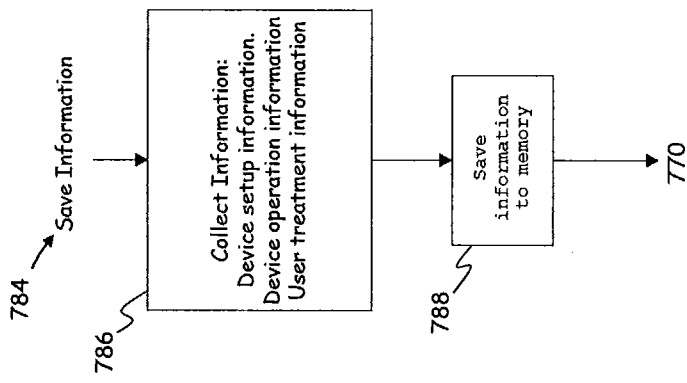 784
Save Information
786
Collect Information:
Device setup information.
Device operation information
User treatment information
788
Save
information
to memory
770